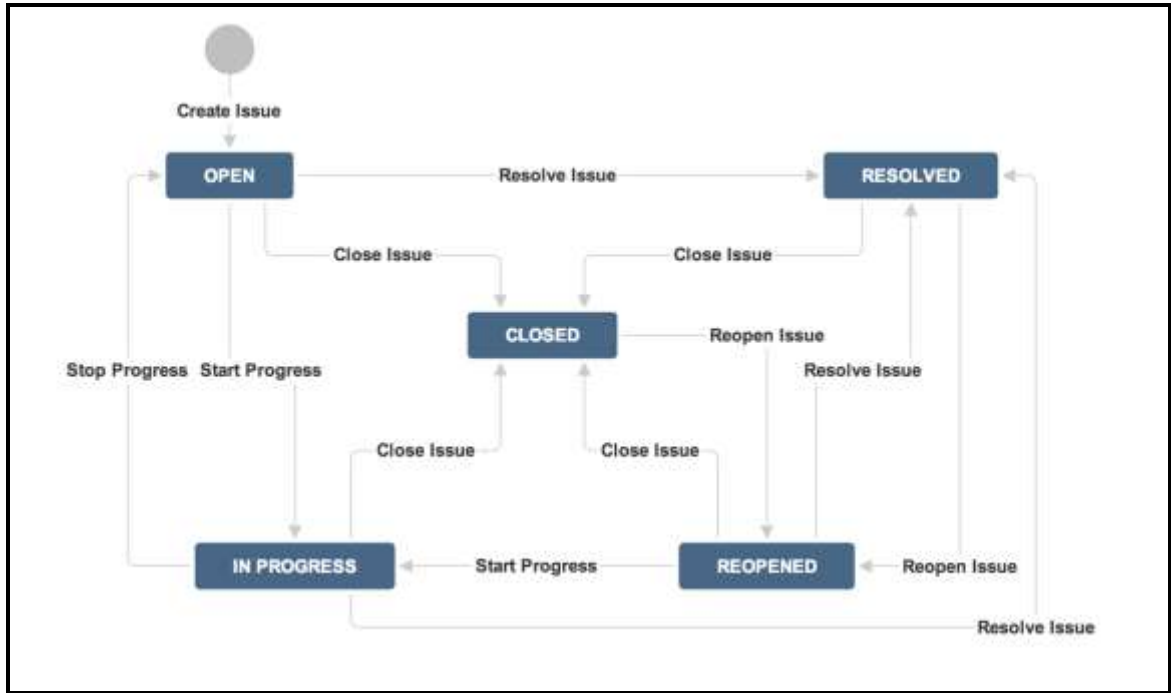 Create Issue
OPEN
Resolve Issue
RESOLVED
Close Issue
Close Issue
CLOSED
Reopen Issue
Stop Progress
Start Progress
Resolve Issue
Close Issue
Close Issue
IN PROGRESS
Start Progress
REOPENED
Reopen Issue
Resolve Issue